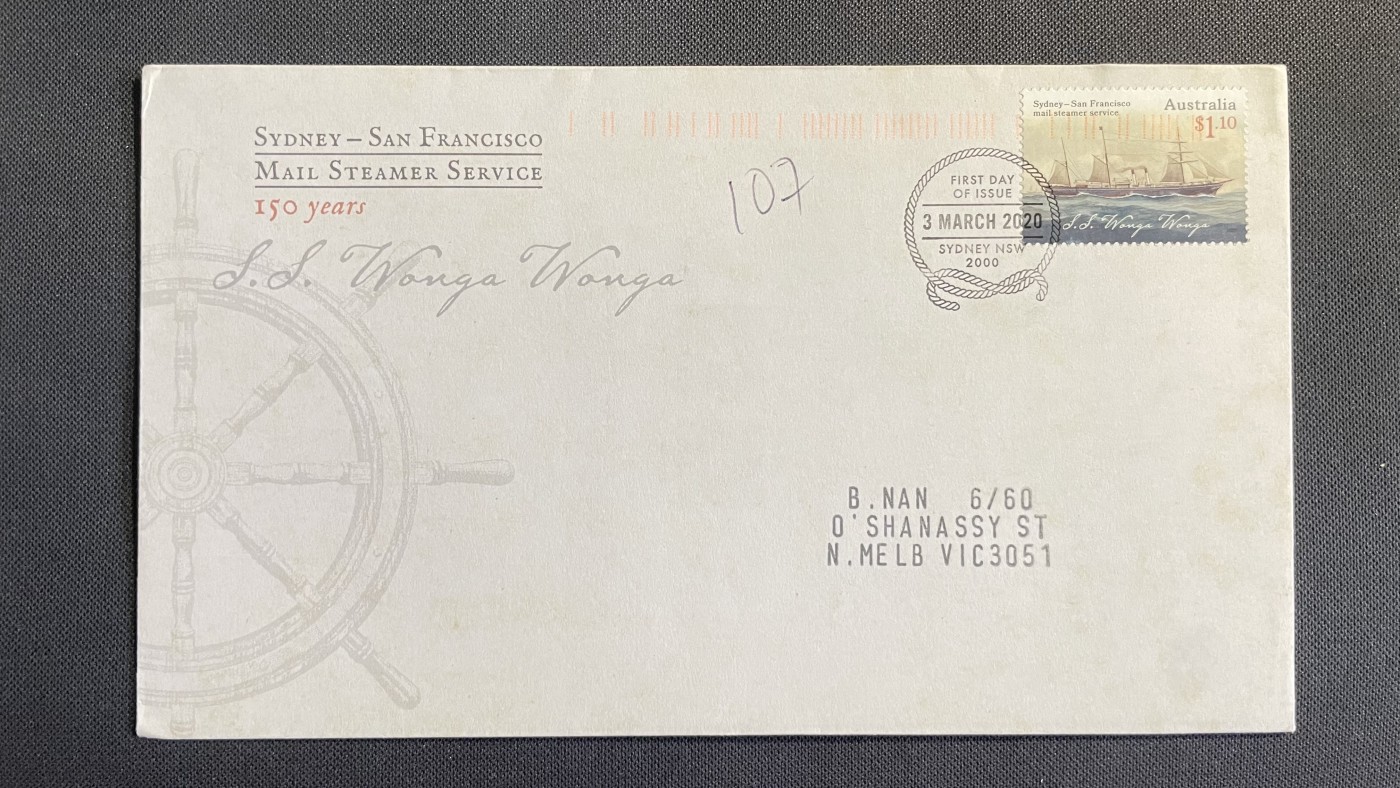 SYDNEY – SAN FRANCISCO
MAIL STEAMER SERVICE
150 years
S.S. Wonga Wonga
107
Sydney–San Francisco
mail steamer service
Australia
$1.10
S.S. Wonga Wonga
FIRST DAY
OF ISSUE
3 MARCH 2020
SYDNEY NSW
2000
B.NAN 6/60
O'SHANASSY ST
N.MELB VIC3051